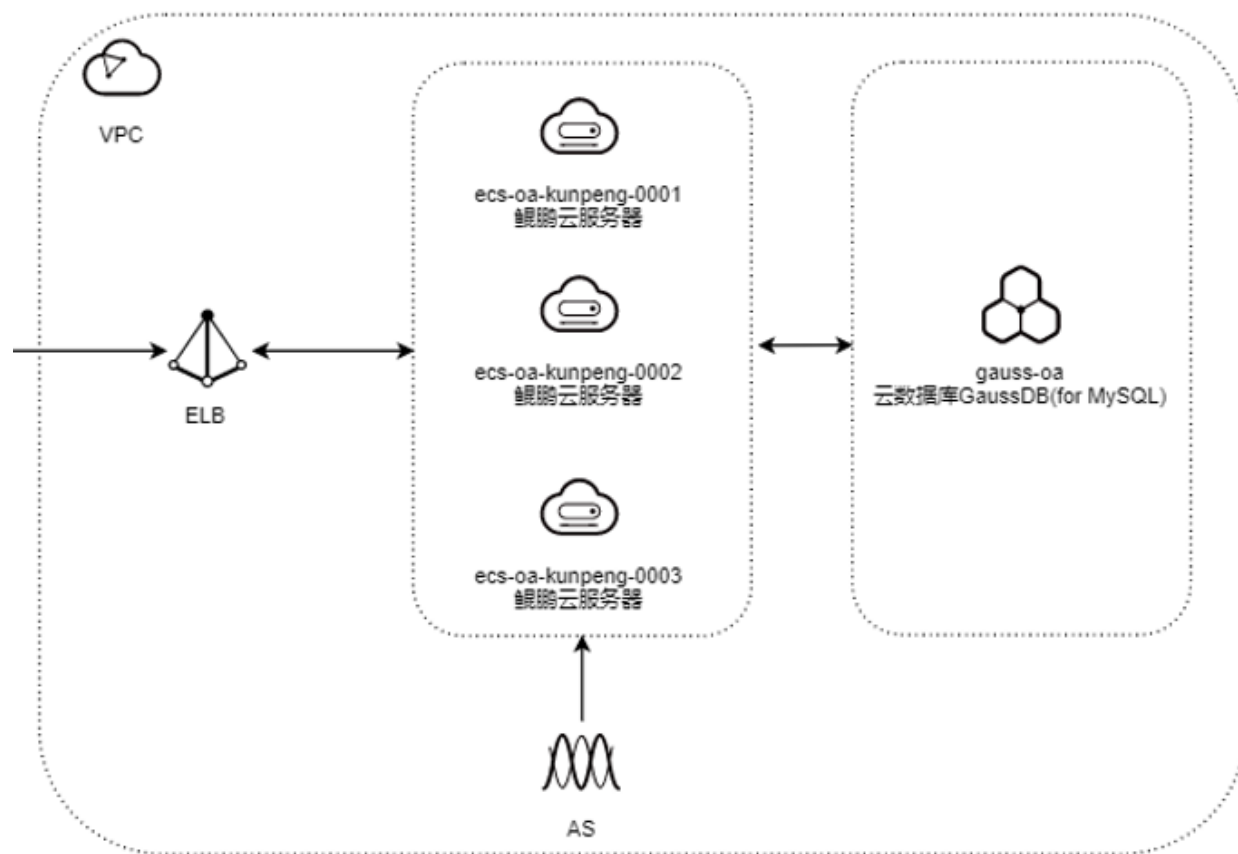 VPC
ecs-oa-kunpeng-0001
鲲鹏云服务器
ecs-oa-kunpeng-0002
鲲鹏云服务器
ELB
gauss-oa
云数据库GaussDB(for MySQL)
ecs-oa-kunpeng-0003
鲲鹏云服务器
AS